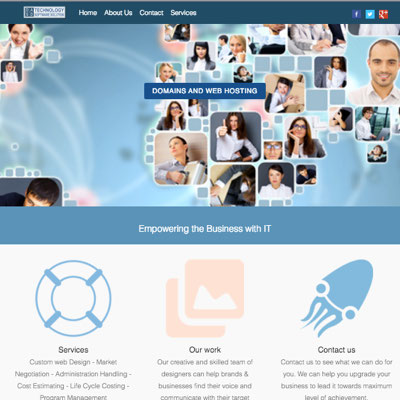 TECHNOLOGY
SOFTWARE SOLUTION
Home About Us Contact Services
DOMAINS AND WEB HOSTING
Empowering the Business with IT
Services
Custom web Design - Market
Negotiation - Administration Handling -
Cost Estimating - Life Cycle Costing -
Program Management
Our work
Our creative and skilled team of
designers can help brands &
businesses find their voice and
communicate with their target
Contact us
Contact us to see what we can do for
you. We can help you upgrade your
business to lead it towards maximum
level of achievement.